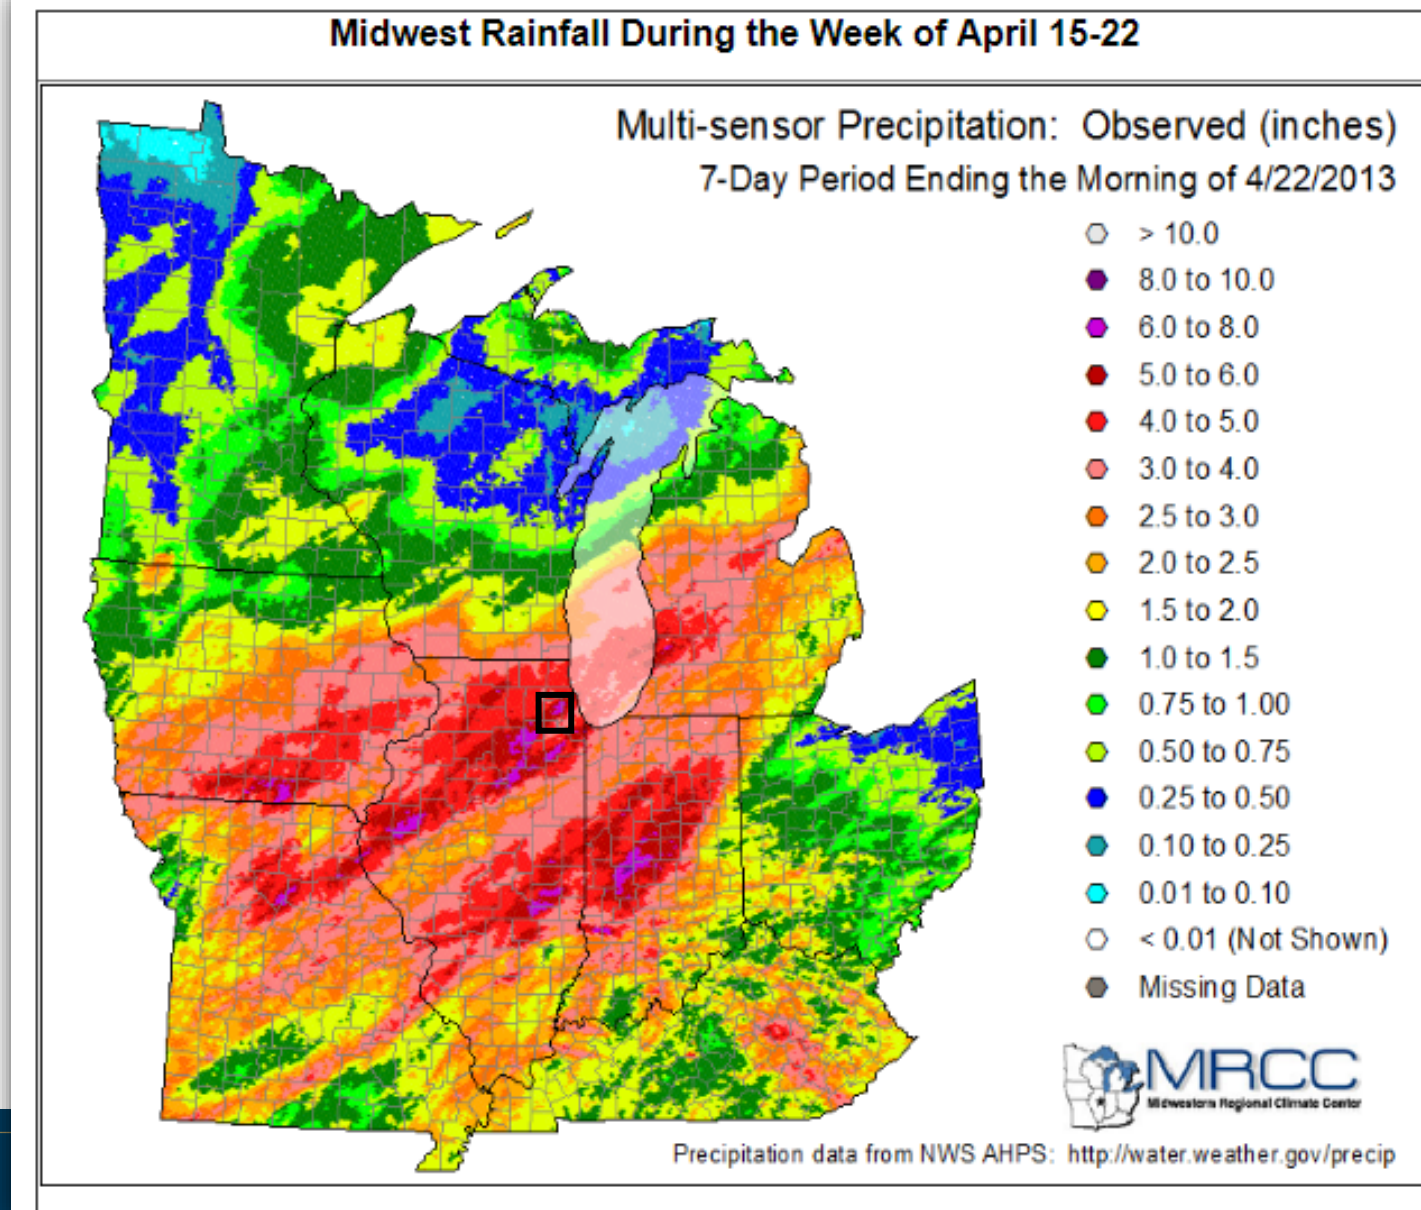 Midwest Rainfall During the Week of April 15-22
Multi-sensor Precipitation: Observed (inches)
7-Day Period Ending the Morning of 4/22/2013
> 10.0
8.0 to 10.0
6.0 to 8.0
5.0 to 6.0
4.0 to 5.0
3.0 to 4.0
2.5 to 3.0
2.0 to 2.5
1.5 to 2.0
1.0 to 1.5
0.75 to 1.00
0.50 to 0.75
0.25 to 0.50
0.10 to 0.25
0.01 to 0.10
< 0.01 (Not Shown)
Missing Data
MRCC
Midwestern Regional Climate Center
Precipitation data from NWS AHPS: http://water.weather.gov/precip